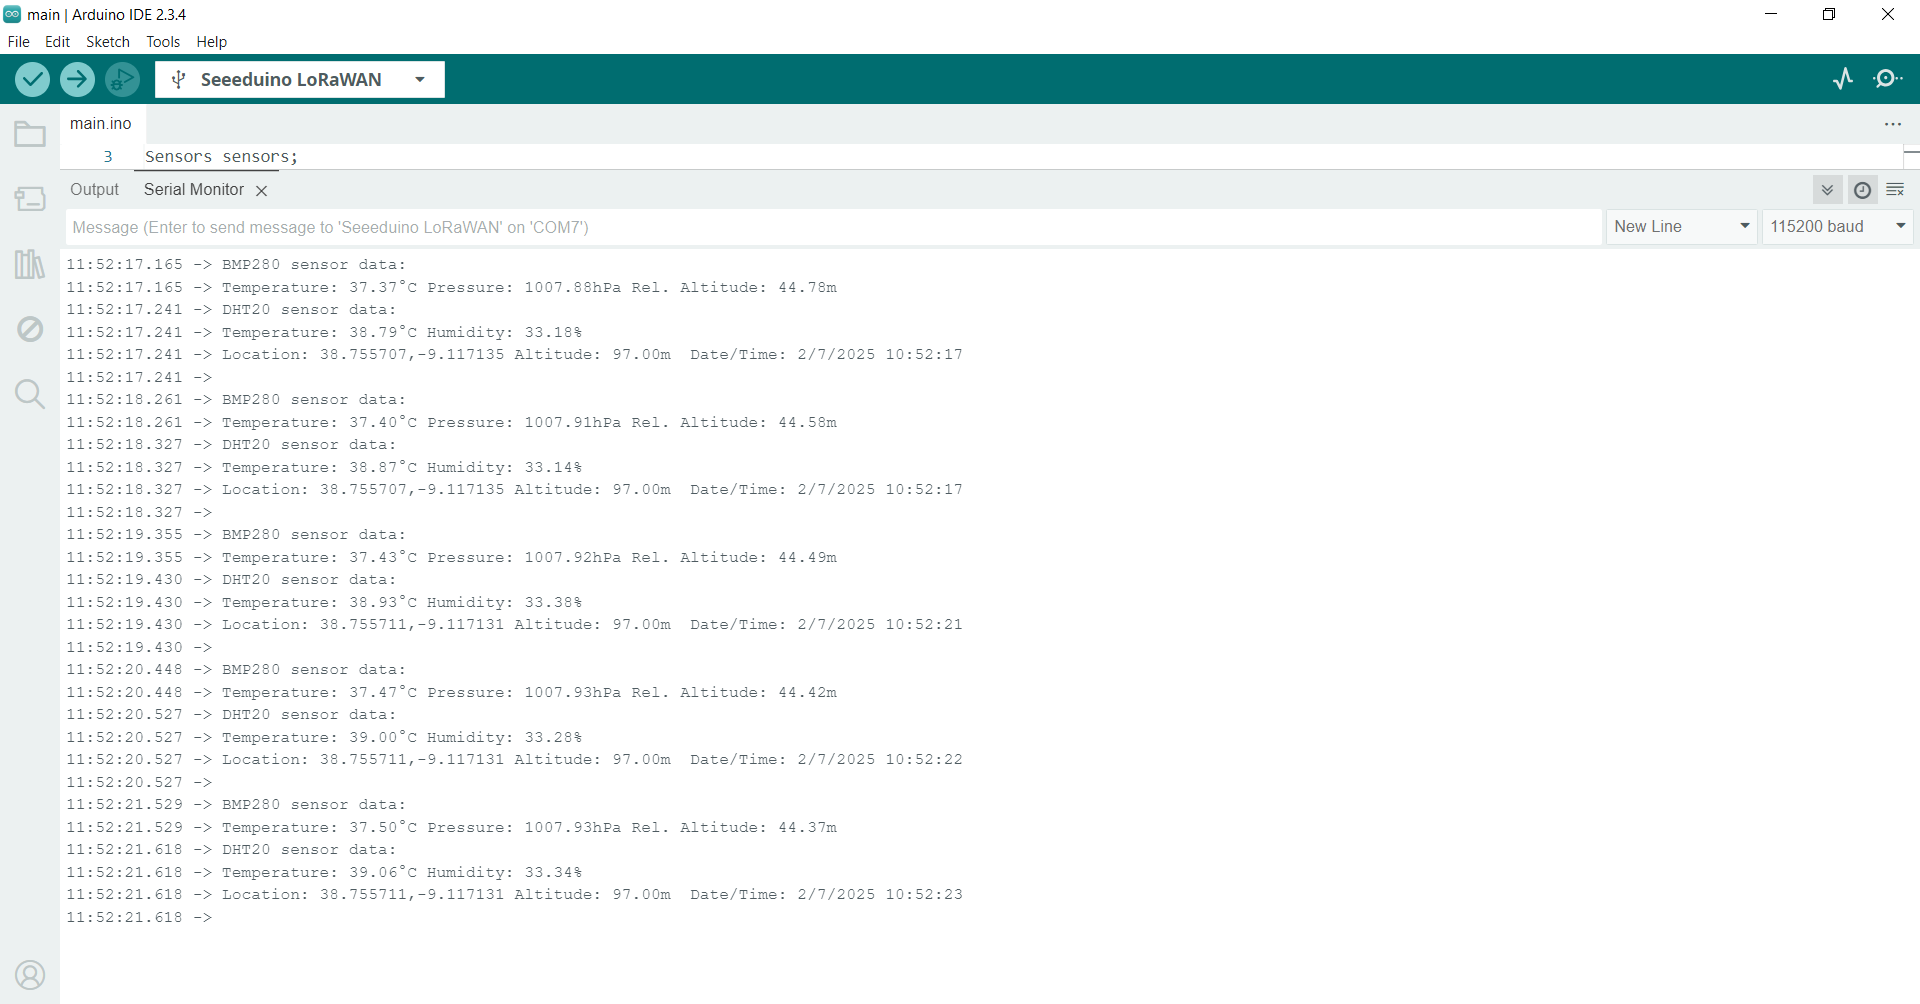 main | Arduino IDE 2.3.4
File Edit Sketch Tools Help
Seeeduino LoRaWAN
main.ino
3 Sensors sensors;
Output Serial Monitor
Message (Enter to send message to 'Seeeduino LoRaWAN' on 'COM7') New Line 115200 baud
11:52:17.165 -> BMP280 sensor data:
11:52:17.165 -> Temperature: 37.37°C Pressure: 1007.88hPa Rel. Altitude: 44.78m
11:52:17.241 -> DHT20 sensor data:
11:52:17.241 -> Temperature: 38.79°C Humidity: 33.18%
11:52:17.241 -> Location: 38.755707,-9.117135 Altitude: 97.00m  Date/Time: 2/7/2025 10:52:17
11:52:17.241 ->
11:52:18.261 -> BMP280 sensor data:
11:52:18.261 -> Temperature: 37.40°C Pressure: 1007.91hPa Rel. Altitude: 44.58m
11:52:18.327 -> DHT20 sensor data:
11:52:18.327 -> Temperature: 38.87°C Humidity: 33.14%
11:52:18.327 -> Location: 38.755707,-9.117135 Altitude: 97.00m  Date/Time: 2/7/2025 10:52:17
11:52:18.327 ->
11:52:19.355 -> BMP280 sensor data:
11:52:19.355 -> Temperature: 37.43°C Pressure: 1007.92hPa Rel. Altitude: 44.49m
11:52:19.430 -> DHT20 sensor data:
11:52:19.430 -> Temperature: 38.93°C Humidity: 33.38%
11:52:19.430 -> Location: 38.755711,-9.117131 Altitude: 97.00m  Date/Time: 2/7/2025 10:52:21
11:52:19.430 ->
11:52:20.448 -> BMP280 sensor data:
11:52:20.448 -> Temperature: 37.47°C Pressure: 1007.93hPa Rel. Altitude: 44.42m
11:52:20.527 -> DHT20 sensor data:
11:52:20.527 -> Temperature: 39.00°C Humidity: 33.28%
11:52:20.527 -> Location: 38.755711,-9.117131 Altitude: 97.00m  Date/Time: 2/7/2025 10:52:22
11:52:20.527 ->
11:52:21.529 -> BMP280 sensor data:
11:52:21.529 -> Temperature: 37.50°C Pressure: 1007.93hPa Rel. Altitude: 44.37m
11:52:21.618 -> DHT20 sensor data:
11:52:21.618 -> Temperature: 39.06°C Humidity: 33.34%
11:52:21.618 -> Location: 38.755711,-9.117131 Altitude: 97.00m  Date/Time: 2/7/2025 10:52:23
11:52:21.618 ->